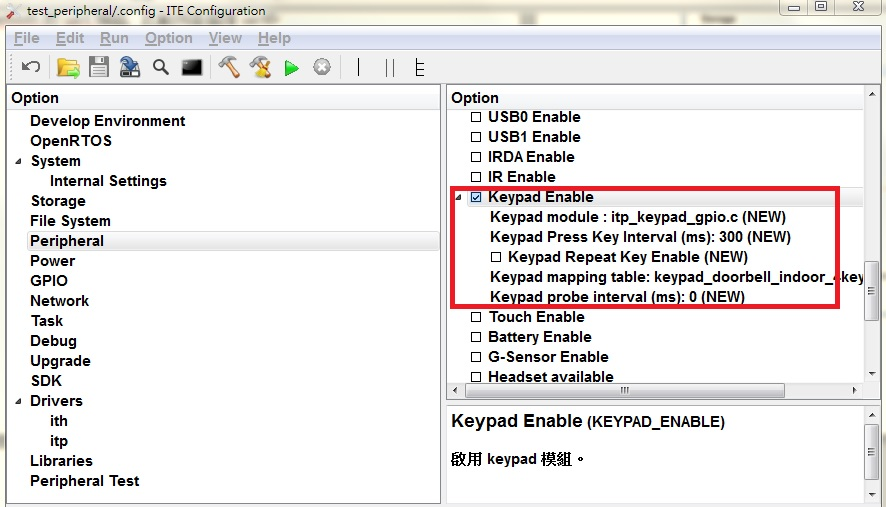 test_peripheral/.config - ITE Configuration
File Edit Run Option View Help
Option
Develop Environment
OpenRTOS
System
Internal Settings
Storage
File System
Peripheral
Power
GPIO
Network
Task
Debug
Upgrade
SDK
Drivers
ith
itp
Libraries
Peripheral Test
Option
USB0 Enable
USB1 Enable
IRDA Enable
IR Enable
Keypad Enable
Keypad module : itp_keypad_gpio.c (NEW)
Keypad Press Key Interval (ms): 300 (NEW)
Keypad Repeat Key Enable (NEW)
Keypad mapping table: keypad_doorbell_indoor_4key
Keypad probe interval (ms): 0 (NEW)
Touch Enable
Battery Enable
G-Sensor Enable
Headset available
Keypad Enable (KEYPAD_ENABLE)
啟用 keypad 模組。